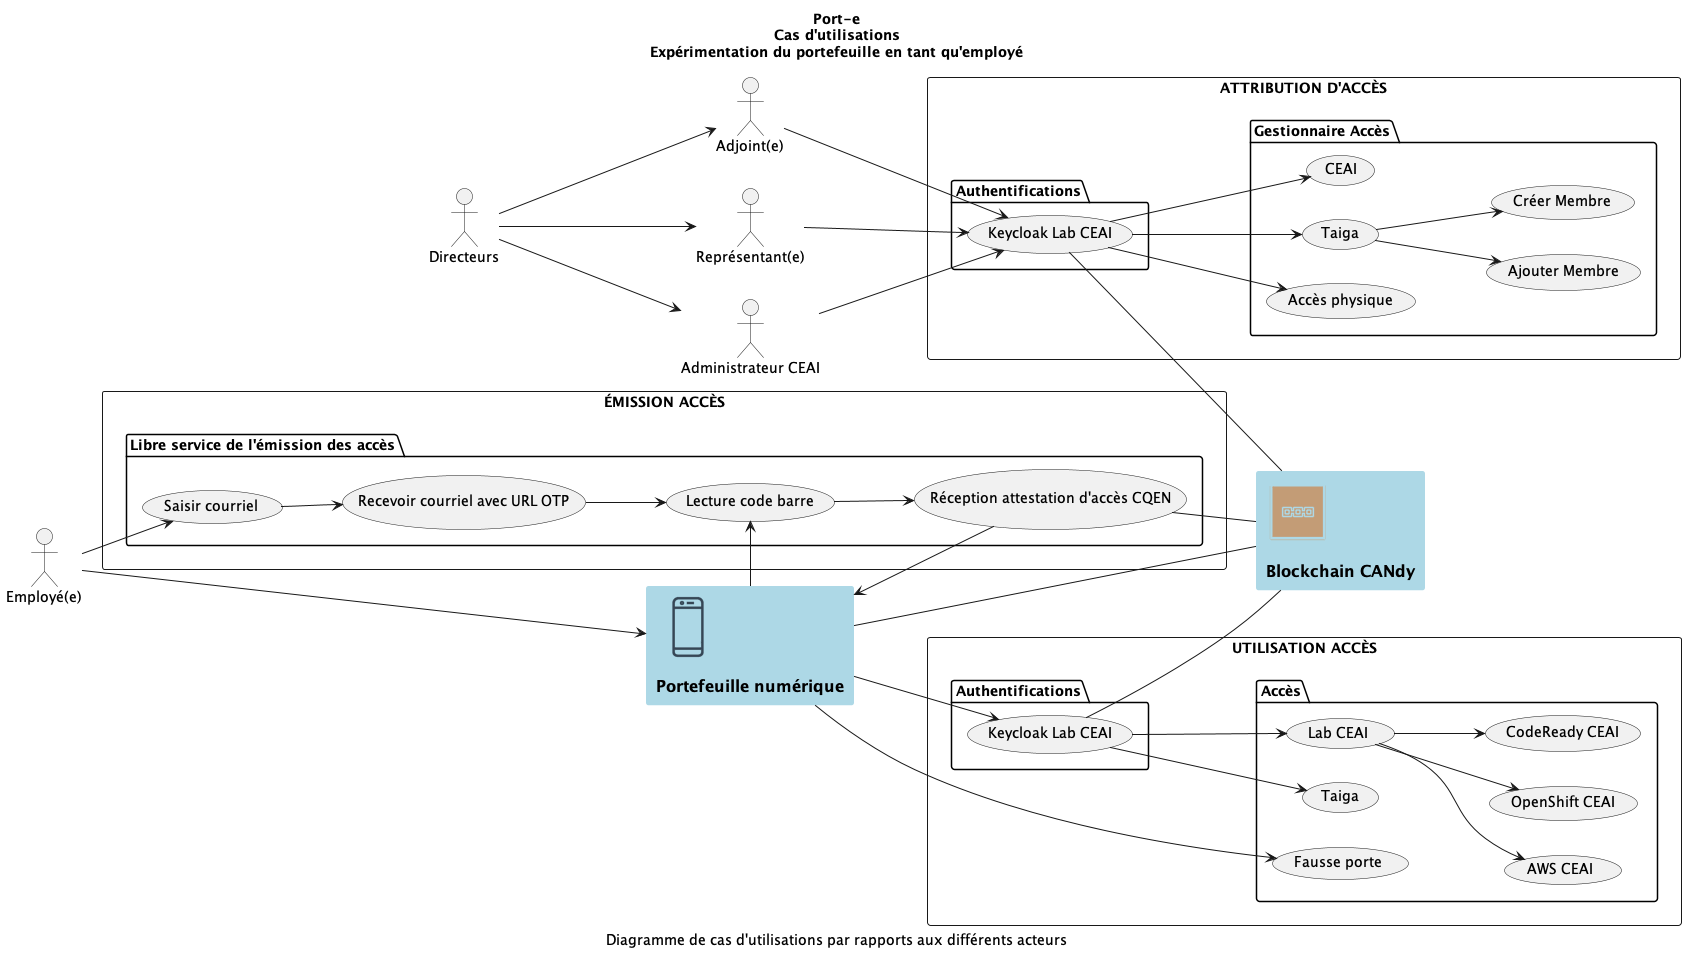 Port-e
Cas d'utilisations
Expérimentation du portefeuille en tant qu'employé
ATTRIBUTION D'ACCÈS
Adjoint(e)
Gestionnaire Accès
CEAI
Authentifications
Créer Membre
Keycloak Lab CEAI
Taiga
Directeurs
Représentant(e)
Ajouter Membre
Accès physique
Administrateur CEAI
ÉMISSION ACCÈS
Libre service de l'émission des accès
Saisir courriel
Recevoir courriel avec URL OTP
Lecture code barre
Réception attestation d'accès CQEN
Blockchain CANdy
Employé(e)
Portefeuille numérique
UTILISATION ACCÈS
Authentifications
Accès
Keycloak Lab CEAI
Lab CEAI
CodeReady CEAI
Taiga
OpenShift CEAI
Fausse porte
AWS CEAI
Diagramme de cas d'utilisations par rapports aux différents acteurs